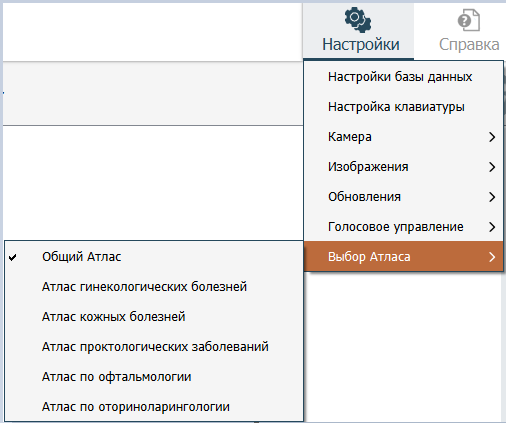 Настройки
Справка
Настройки базы данных
Настройка клавиатуры
Камера
Изображения
Обновления
Голосовое управление
Выбор Атласа
Общий Атлас
Атлас гинекологических болезней
Атлас кожных болезней
Атлас проктологических заболеваний
Атлас по офтальмологии
Атлас по оториноларингологии